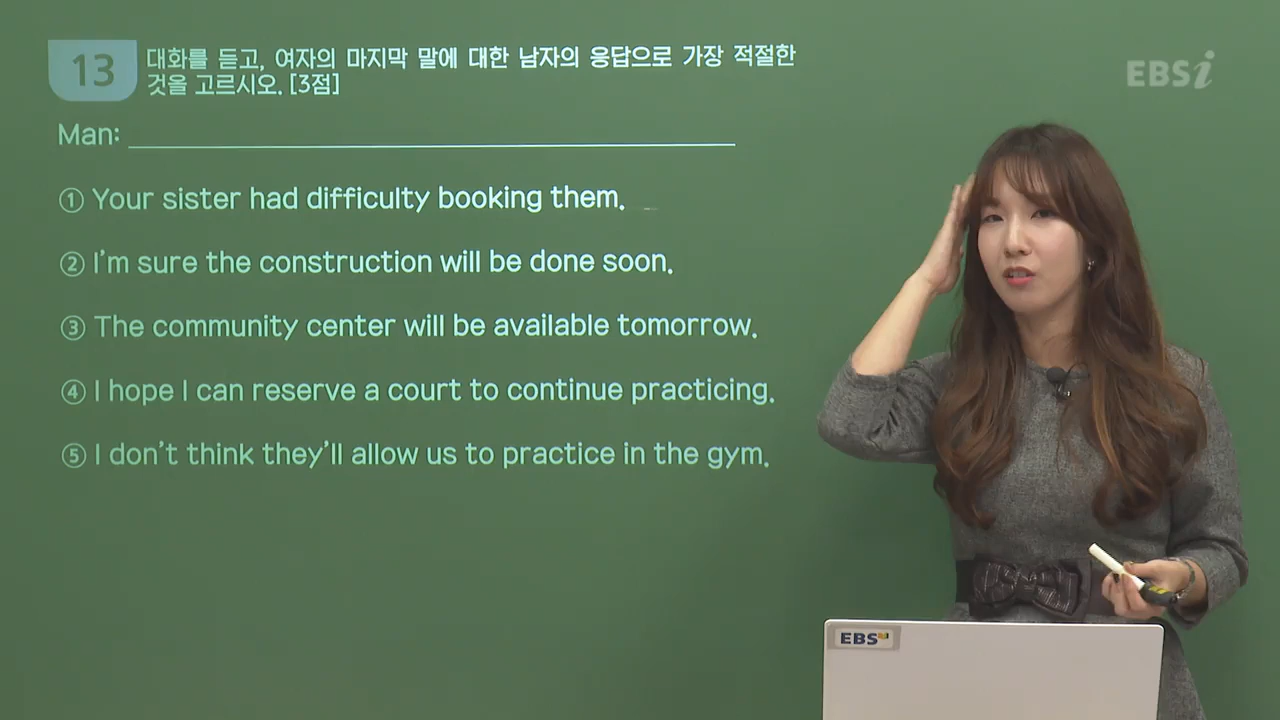 13
대화를 듣고, 여자의 마지막 말에 대한 남자의 응답으로 가장 적절한
것을 고르시오. [3점]
EBSi
Man:
① Your sister had difficulty booking them.
② I'm sure the construction will be done soon.
③ The community center will be available tomorrow.
④ I hope I can reserve a court to continue practicing.
⑤ I don't think they'll allow us to practice in the gym.
EBS